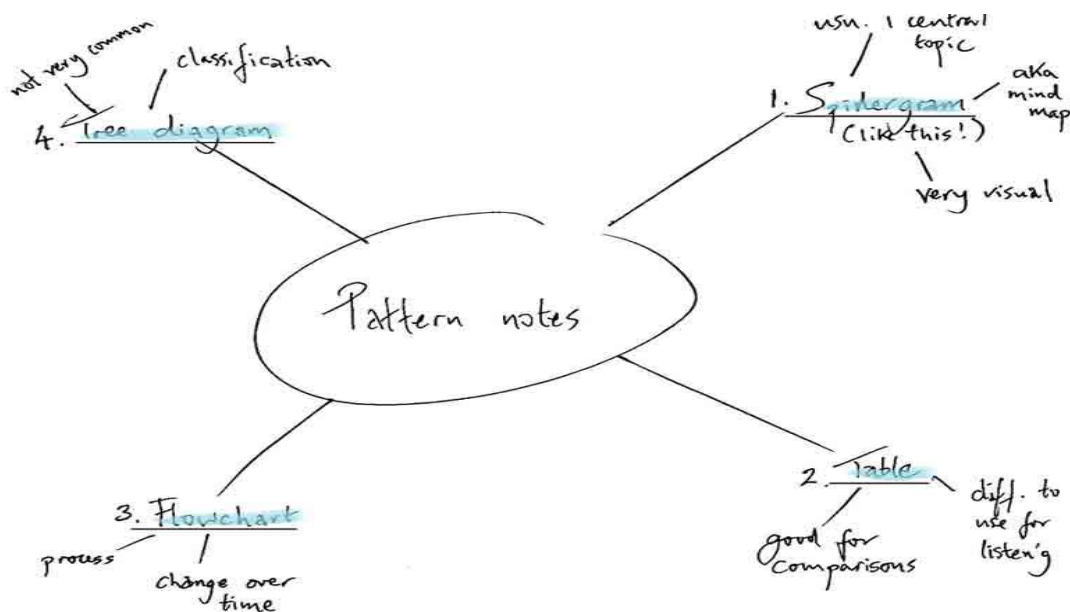 Pattern notes
1. Spidergram
(like this!)
usu. 1 central
topic
aka
mind
map
very visual
2. Table
good for
comparisons
diff. to
use for
listen'g
3. Flowchart
process
change over
time
4. Tree diagram
not very common
classification